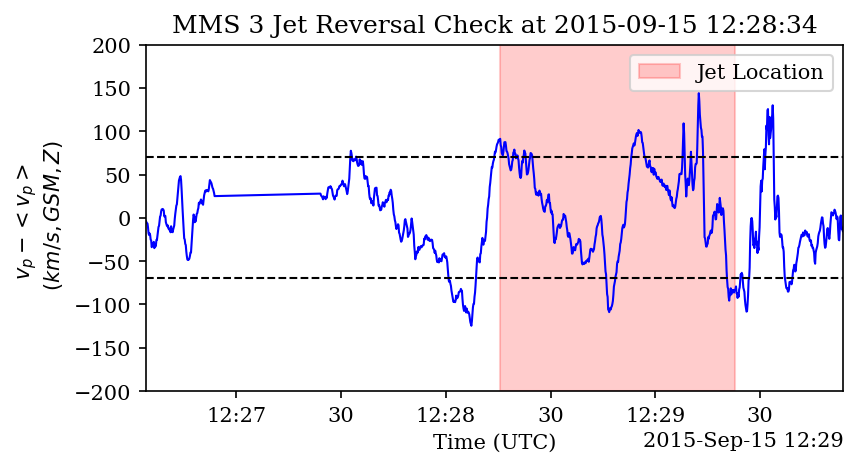 MMS 3 Jet Reversal Check at 2015-09-15 12:28:34
Jet Location
v_p − < v_p >
(km/s, GSM, Z)
200
150
100
50
0
−50
−100
−150
−200
12:27
30
12:28
30
12:29
30
Time (UTC)
2015-Sep-15 12:29